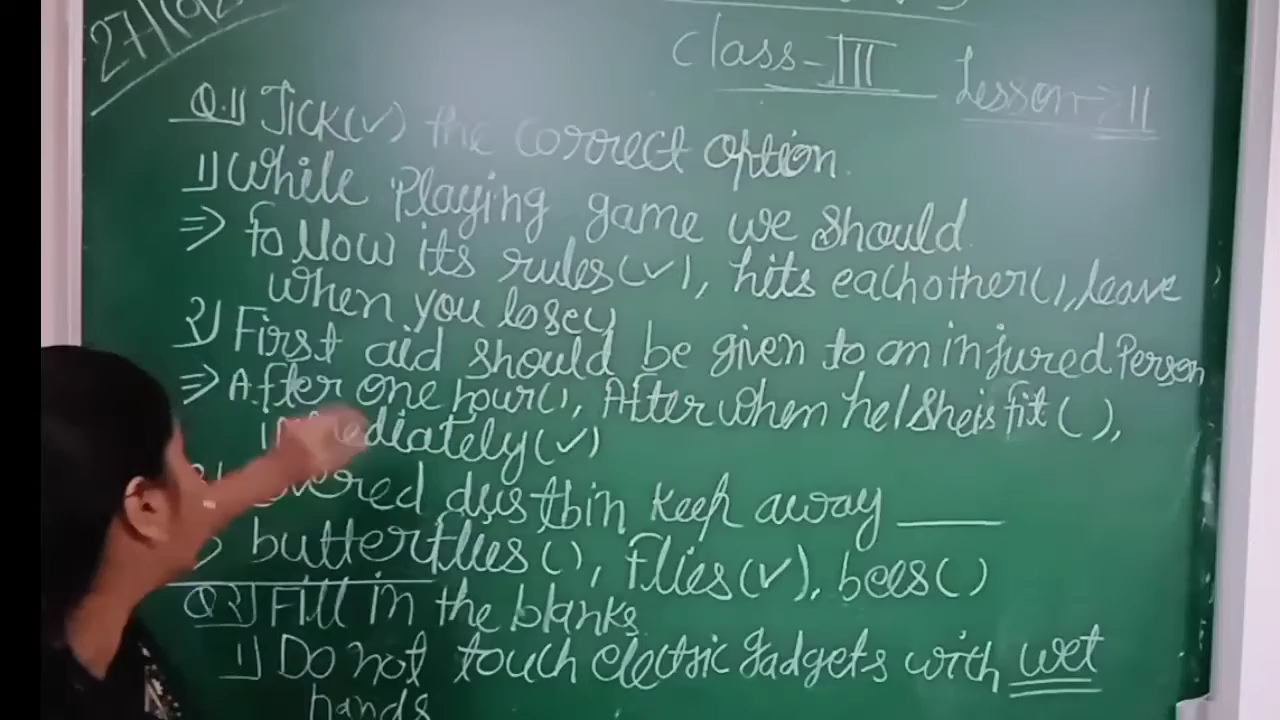 Class-III
Lesson→11
Q.1) Tick(✓) the correct option.
1) While Playing game we should.
⇒ follow its rules(✓), hits eachother( ), leave
when you lose( )
2) First aid should be given to an injured Person
⇒ After one hour( ), After when he/she is fit ( ),
immediately(✓)
dustbin keep away ____
butterflies( ), Flies(✓), bees( )
Q2) Fill in the blanks
1) Do not touch electric gadgets with wet
hands